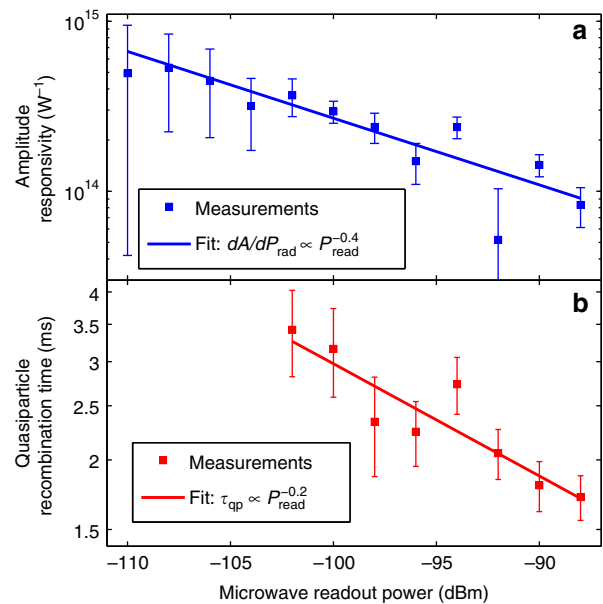 a
10^15
10^14
Amplitude
responsivity (W^−1)
Measurements
Fit: dA/dP_rad ∝ P_read^−0.4
b
4
3.5
3
2.5
2
1.5
Quasiparticle
recombination time (ms)
Measurements
Fit: τ_qp ∝ P_read^−0.2
−110 −105 −100 −95 −90
Microwave readout power (dBm)